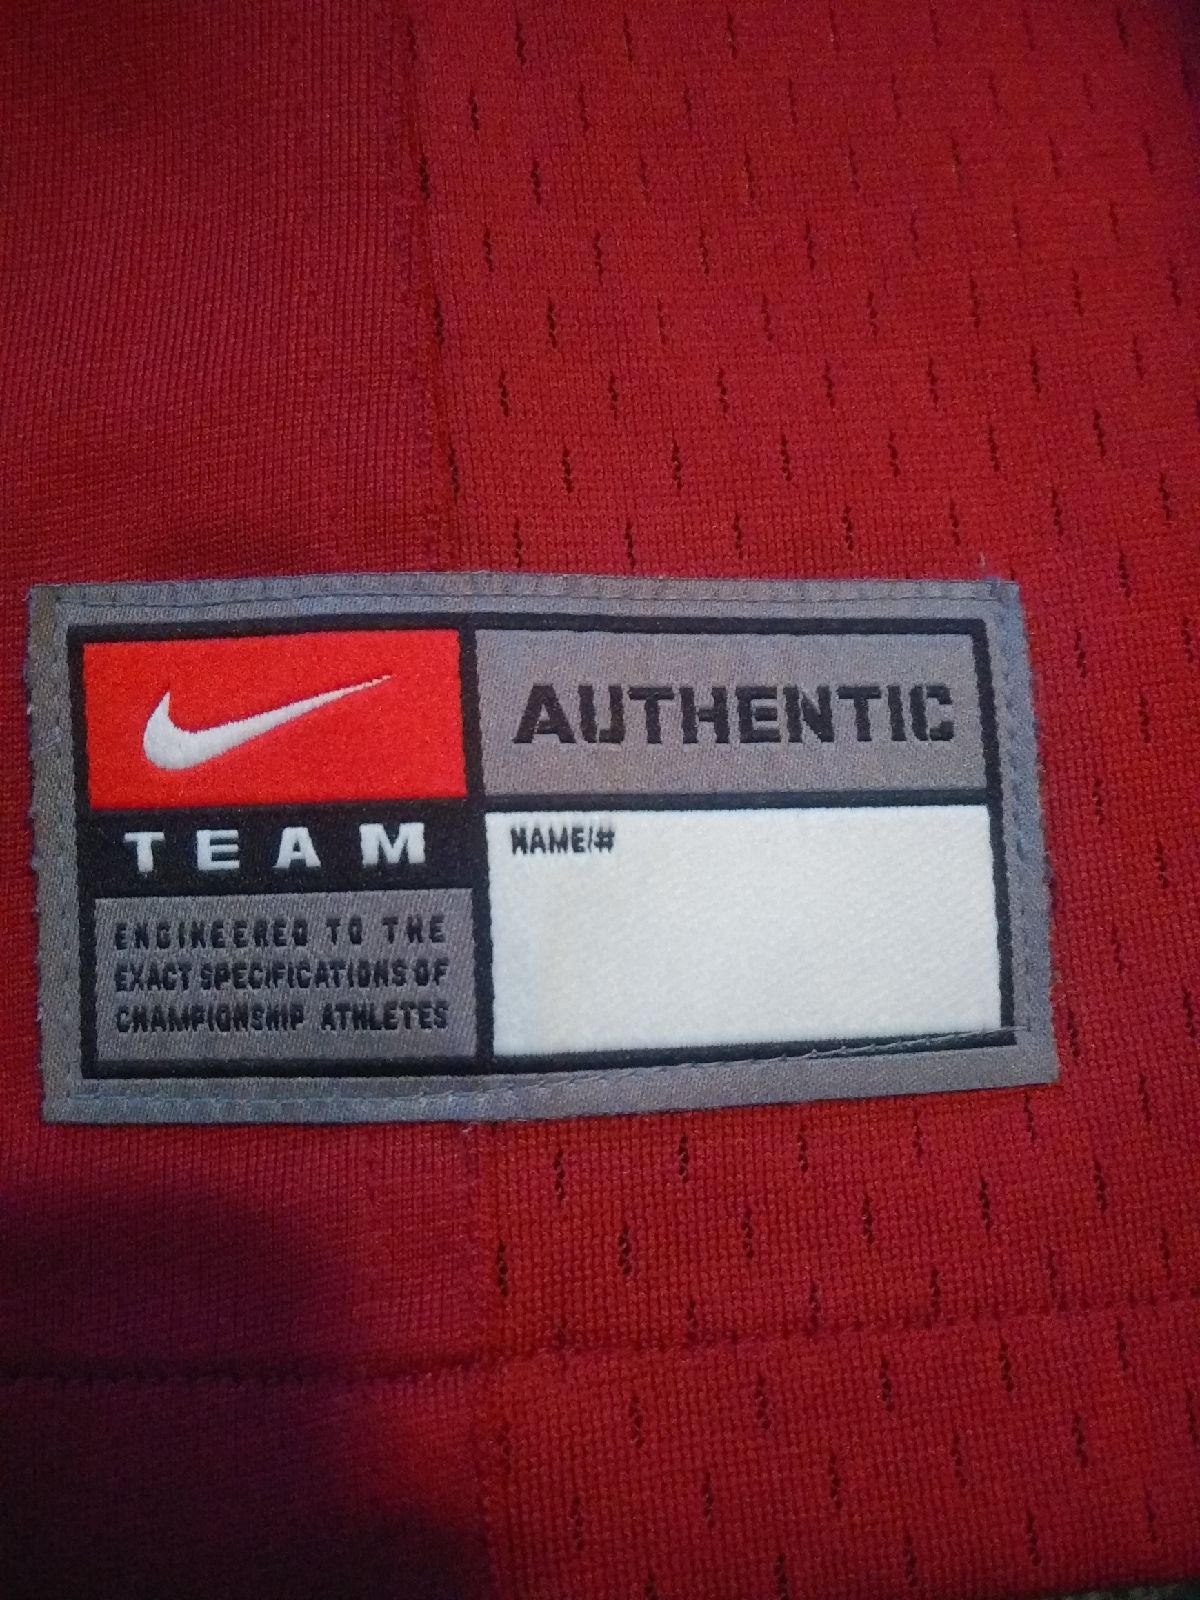 AUTHENTIC
TEAM
NAME/#
ENGINEERED TO THE
EXACT SPECIFICATIONS OF
CHAMPIONSHIP ATHLETES